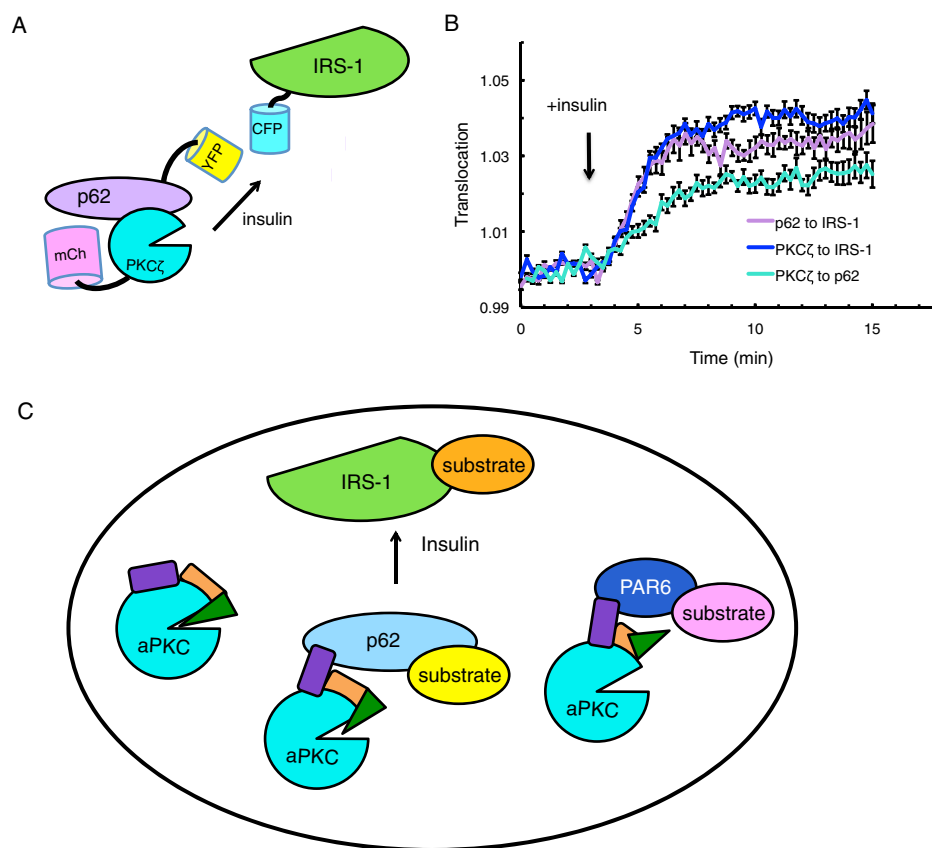 A
IRS-1
CFP
YFP
p62
insulin
mCh
PKCζ
B
1.05
1.03
1.01
0.99
Translocation
+insulin
p62 to IRS-1
PKCζ to IRS-1
PKCζ to p62
0
5
10
15
Time (min)
C
IRS-1
substrate
Insulin
aPKC
p62
substrate
aPKC
PAR6
substrate
aPKC